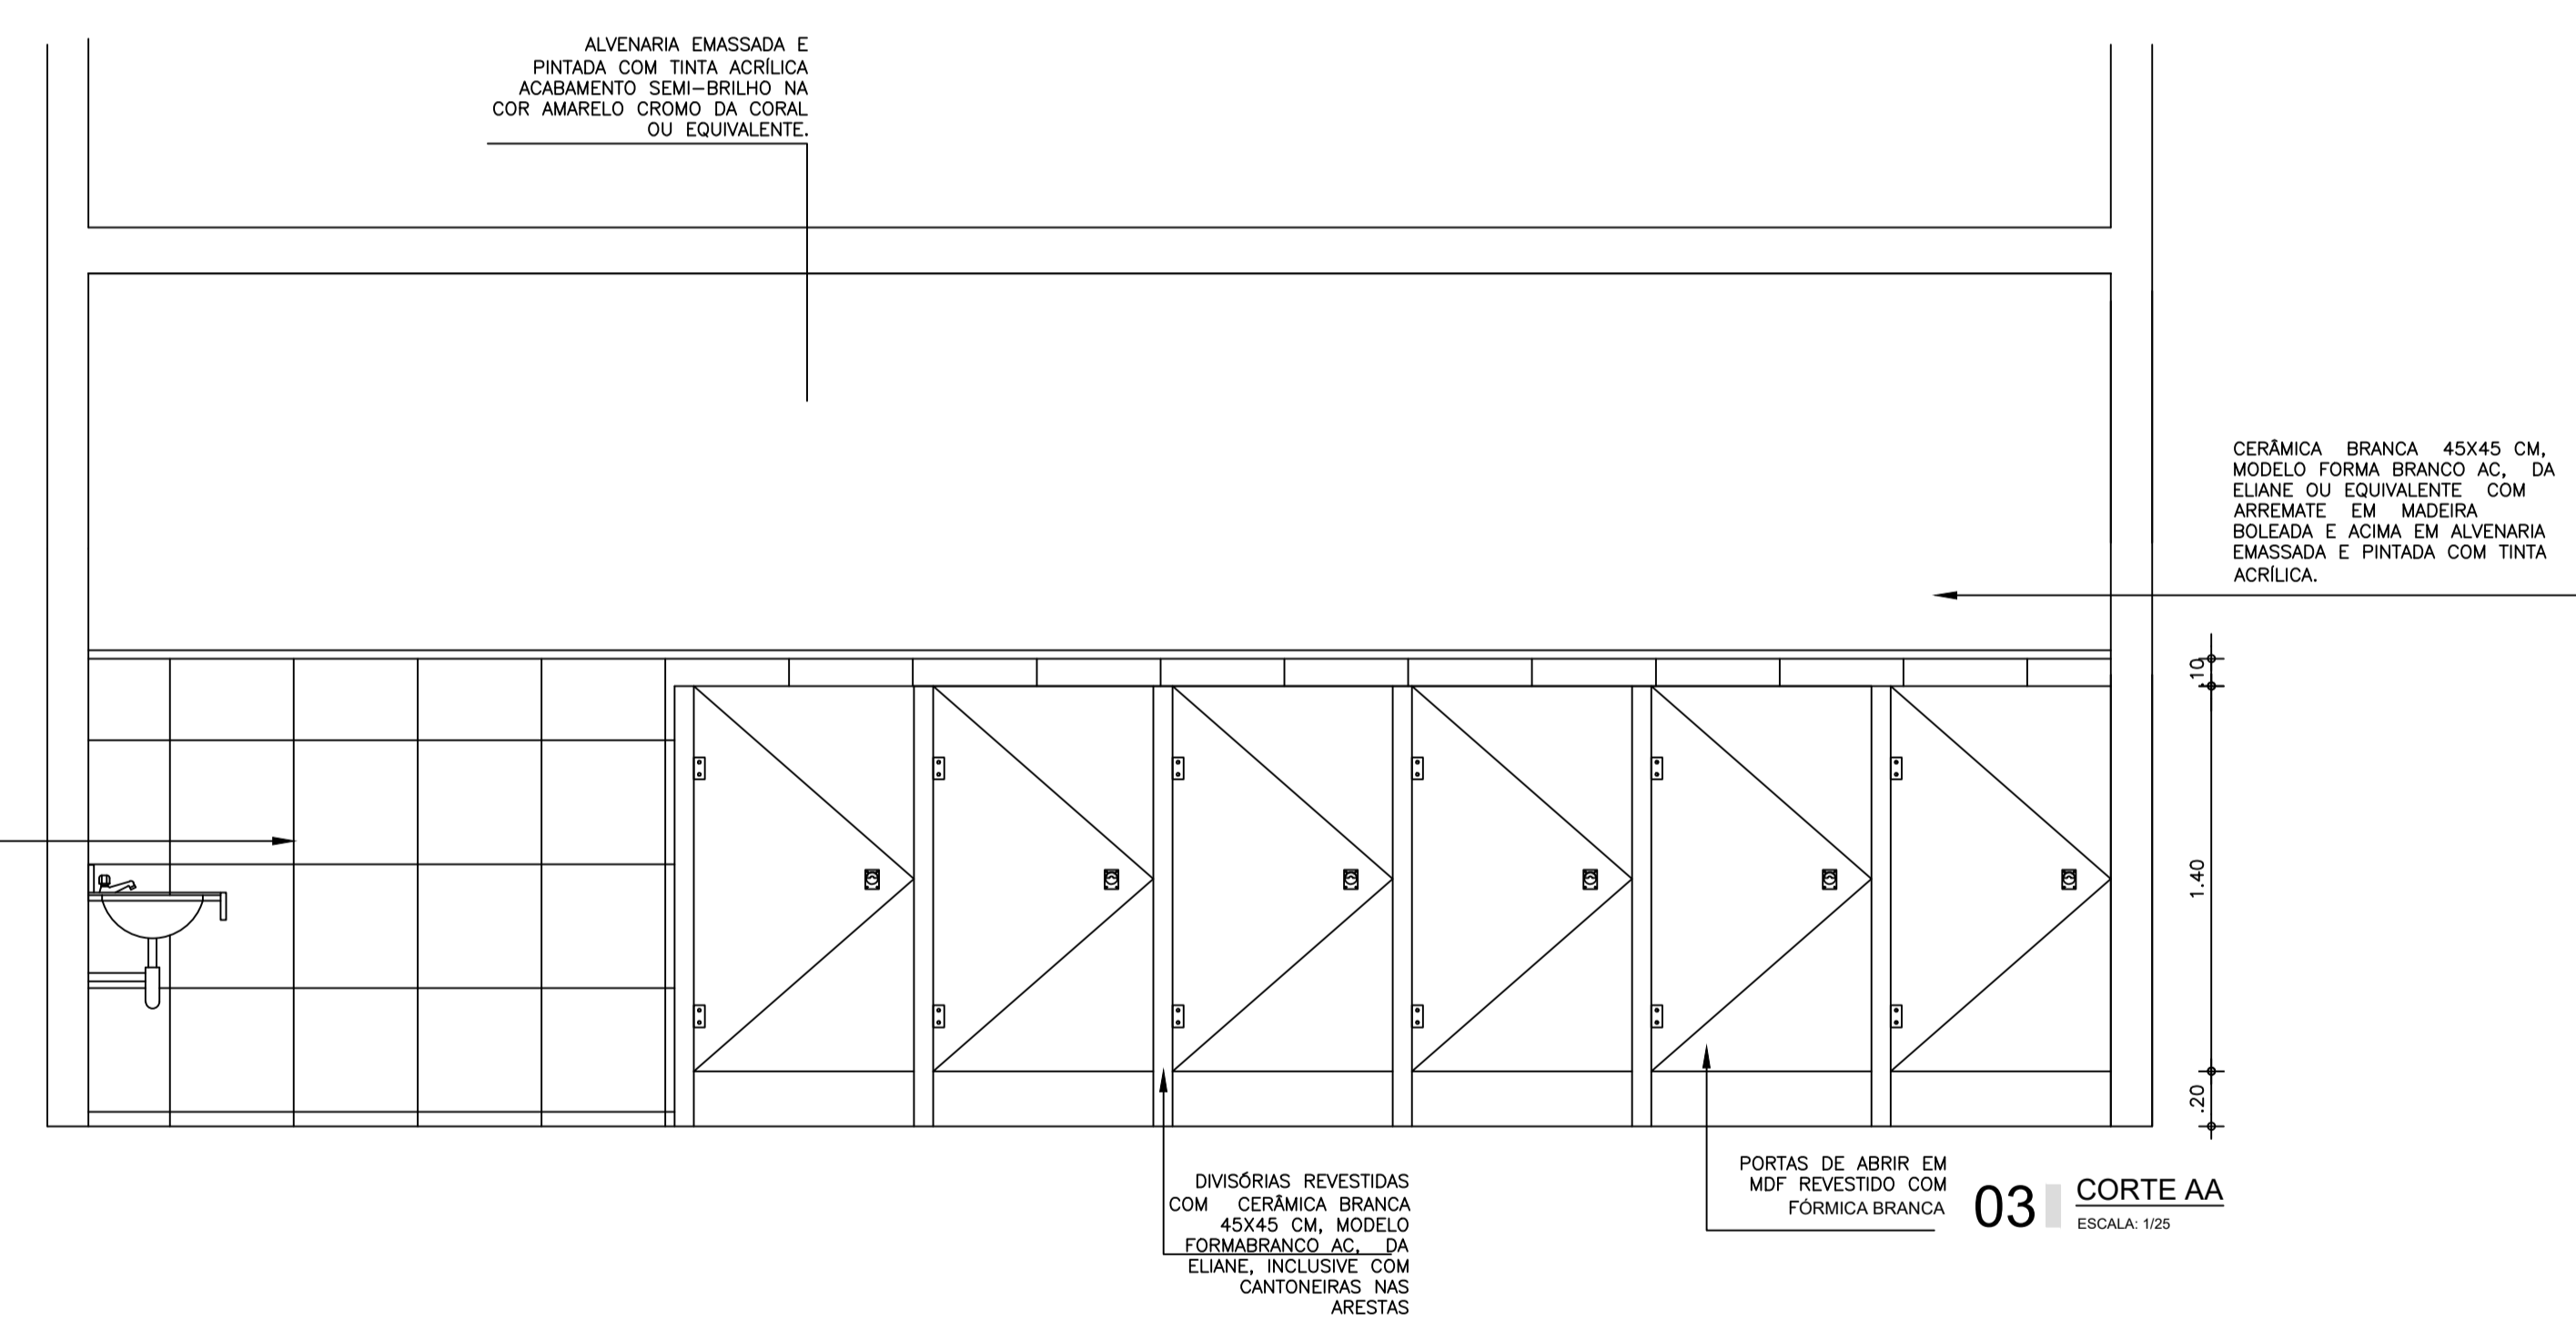 ALVENARIA EMASSADA E
PINTADA COM TINTA ACRÍLICA
ACABAMENTO SEMI-BRILHO NA
COR AMARELO CROMO DA CORAL
OU EQUIVALENTE.
CERÂMICA BRANCA 45X45 CM,
MODELO FORMA BRANCO AC, DA
ELIANE OU EQUIVALENTE COM
ARREMATE EM MADEIRA
BOLEADA E ACIMA EM ALVENARIA
EMASSADA E PINTADA COM TINTA
ACRÍLICA.
.10
1.40
.20
DIVISÓRIAS REVESTIDAS
COM CERÂMICA BRANCA
45X45 CM, MODELO
FORMABRANCO AC, DA
ELIANE, INCLUSIVE COM
CANTONEIRAS NAS
ARESTAS
PORTAS DE ABRIR EM
MDF REVESTIDO COM
FÓRMICA BRANCA
03 CORTE AA
ESCALA: 1/25